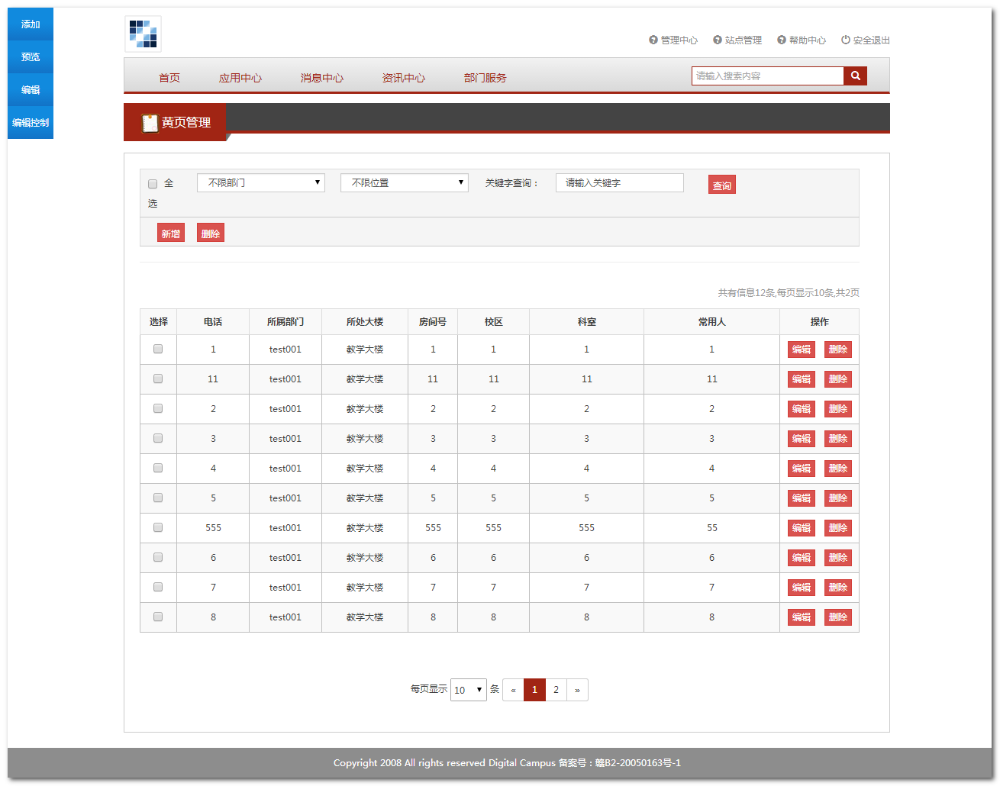 添加
预览
编辑
编辑控制
管理中心 站点管理 帮助中心 安全退出
首页 应用中心 消息中心 资讯中心 部门服务 请输入搜索内容
黄页管理
全选 不限部门 不限位置 关键字查询： 请输入关键字 查询
新增 删除
共有信息12条,每页显示10条,共2页
选择 电话 所属部门 所处大楼 房间号 校区 科室 常用人 操作
1 test001 教学大楼 1 1 1 1 编辑 删除
11 test001 教学大楼 11 11 11 11 编辑 删除
2 test001 教学大楼 2 2 2 2 编辑 删除
3 test001 教学大楼 3 3 3 3 编辑 删除
4 test001 教学大楼 4 4 4 4 编辑 删除
5 test001 教学大楼 5 5 5 5 编辑 删除
555 test001 教学大楼 555 555 555 55 编辑 删除
6 test001 教学大楼 6 6 6 6 编辑 删除
7 test001 教学大楼 7 7 7 7 编辑 删除
8 test001 教学大楼 8 8 8 8 编辑 删除
每页显示 10 条 « 1 2 »
Copyright 2008 All rights reserved Digital Campus 备案号：赣B2-20050163号-1